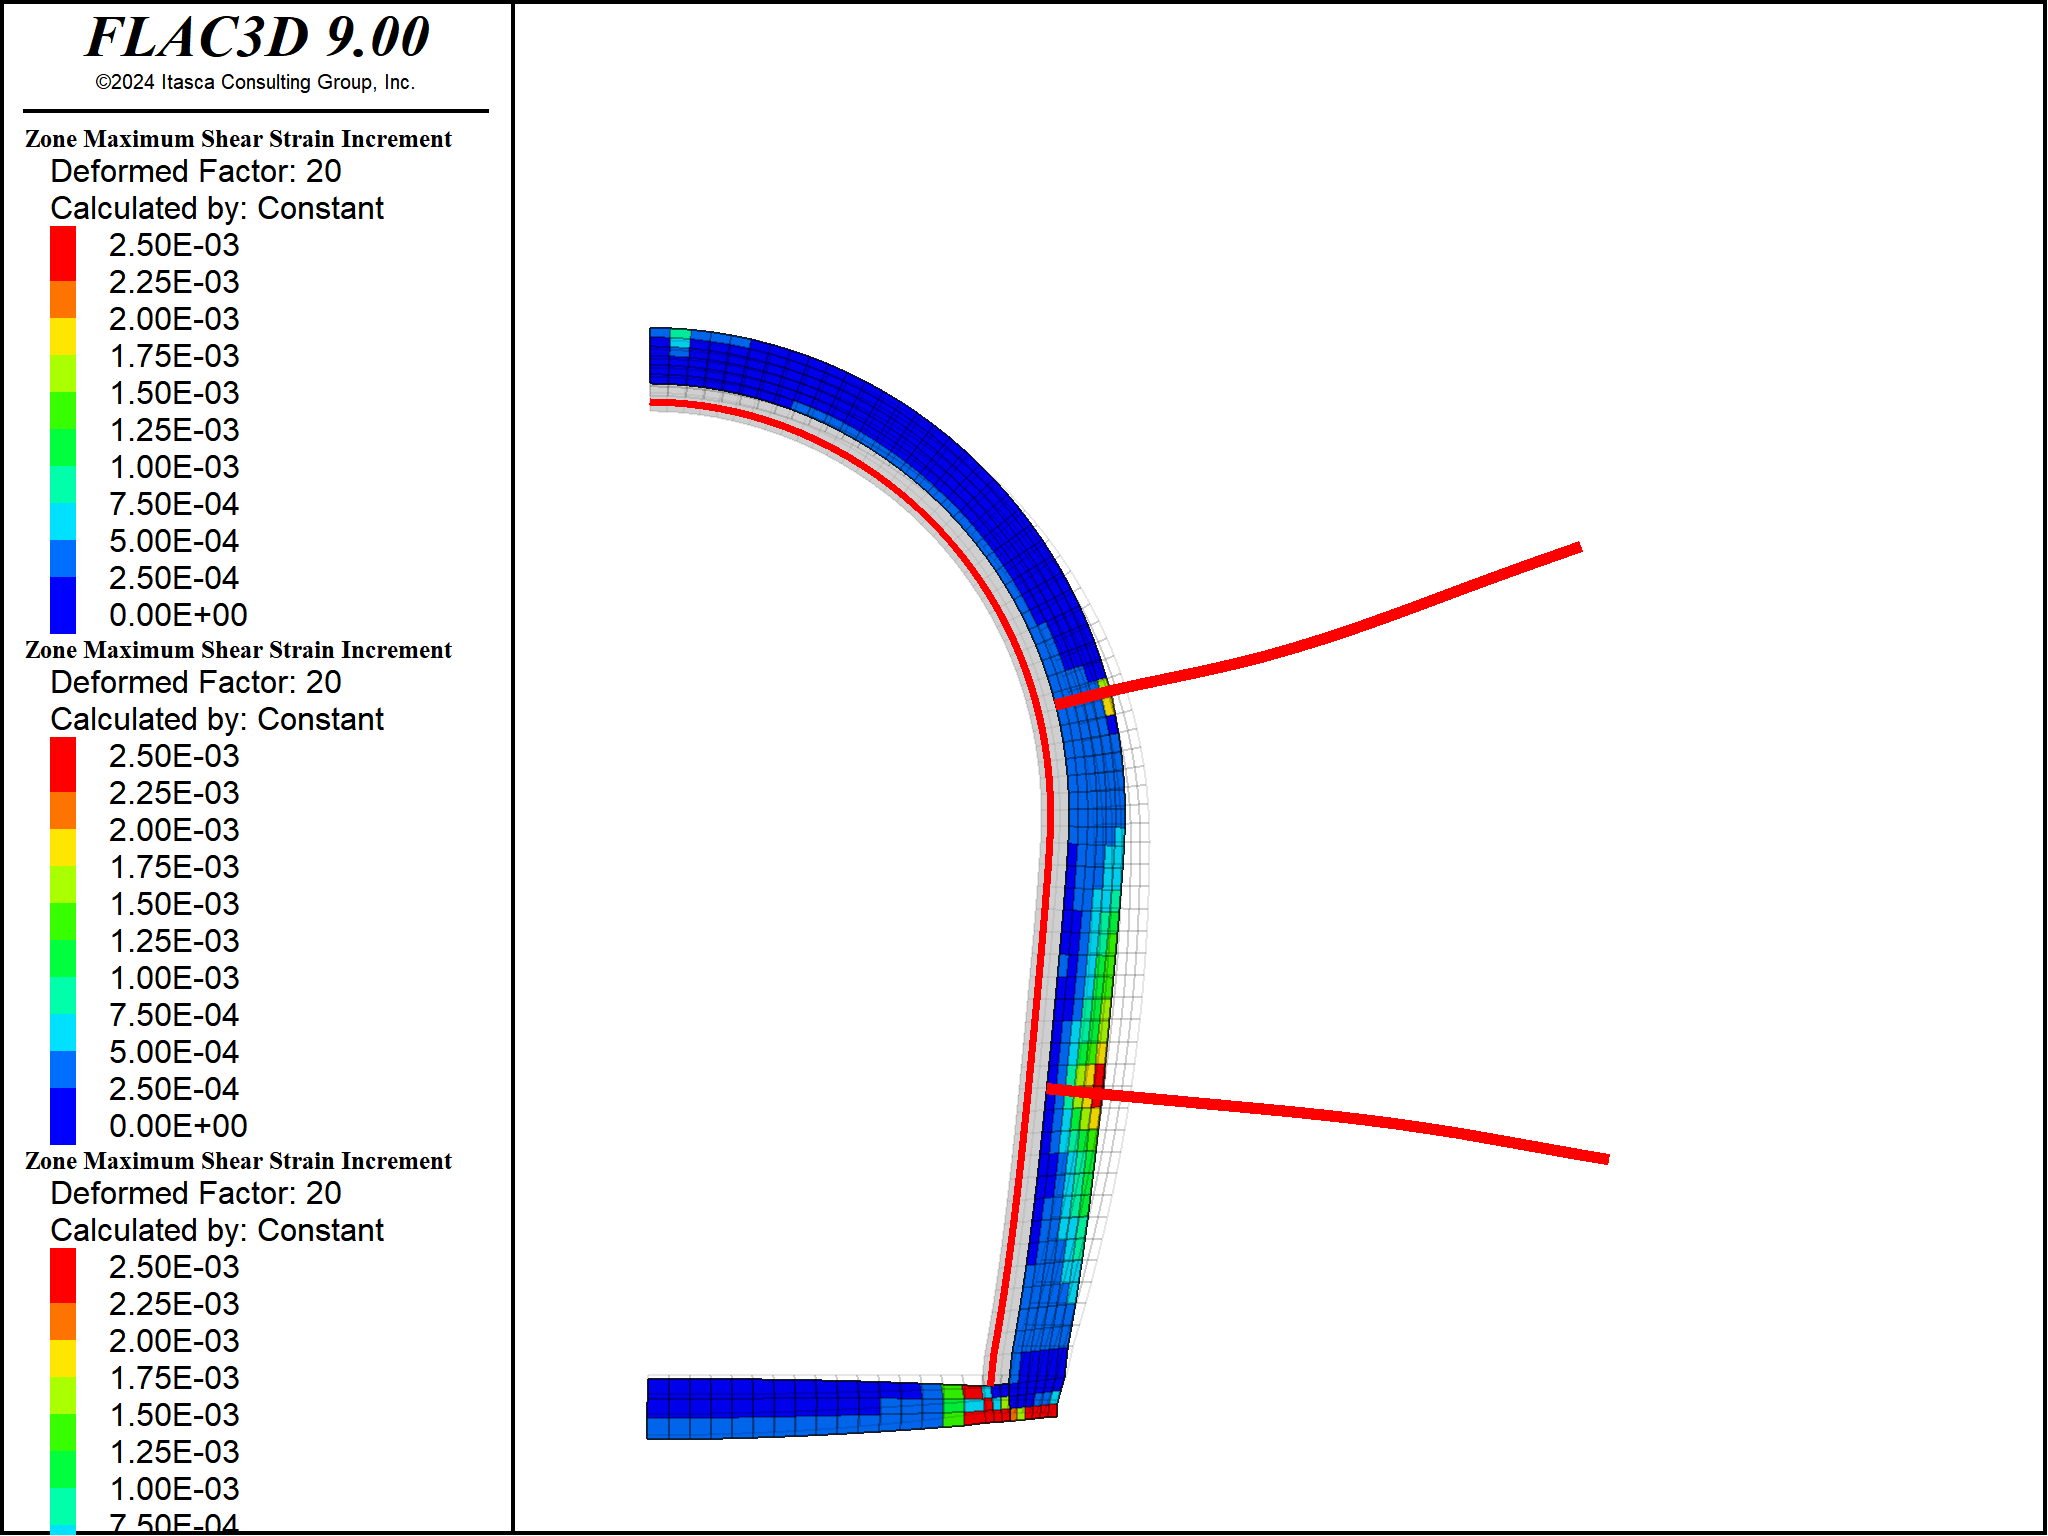 FLAC3D 9.00
©2024 Itasca Consulting Group, Inc.
Zone Maximum Shear Strain Increment
Deformed Factor: 20
Calculated by: Constant
2.50E-03
2.25E-03
2.00E-03
1.75E-03
1.50E-03
1.25E-03
1.00E-03
7.50E-04
5.00E-04
2.50E-04
0.00E+00
Zone Maximum Shear Strain Increment
Deformed Factor: 20
Calculated by: Constant
2.50E-03
2.25E-03
2.00E-03
1.75E-03
1.50E-03
1.25E-03
1.00E-03
7.50E-04
5.00E-04
2.50E-04
0.00E+00
Zone Maximum Shear Strain Increment
Deformed Factor: 20
Calculated by: Constant
2.50E-03
2.25E-03
2.00E-03
1.75E-03
1.50E-03
1.25E-03
1.00E-03
7.50E-04